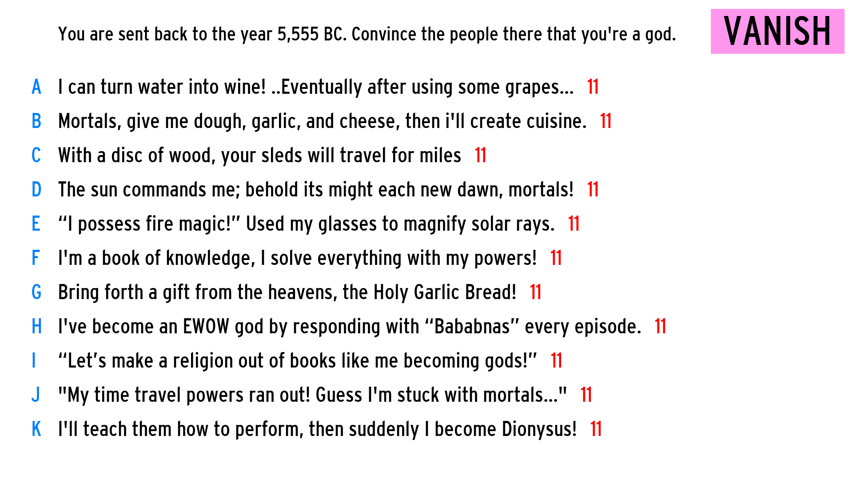 You are sent back to the year 5,555 BC. Convince the people there that you're a god.
VANISH
A I can turn water into wine! ..Eventually after using some grapes... 11
B Mortals, give me dough, garlic, and cheese, then i'll create cuisine. 11
C With a disc of wood, your sleds will travel for miles 11
D The sun commands me; behold its might each new dawn, mortals! 11
E “I possess fire magic!” Used my glasses to magnify solar rays. 11
F I'm a book of knowledge, I solve everything with my powers! 11
G Bring forth a gift from the heavens, the Holy Garlic Bread! 11
H I've become an EWOW god by responding with “Bababnas” every episode. 11
I “Let’s make a religion out of books like me becoming gods!” 11
J "My time travel powers ran out! Guess I'm stuck with mortals..." 11
K I'll teach them how to perform, then suddenly I become Dionysus! 11